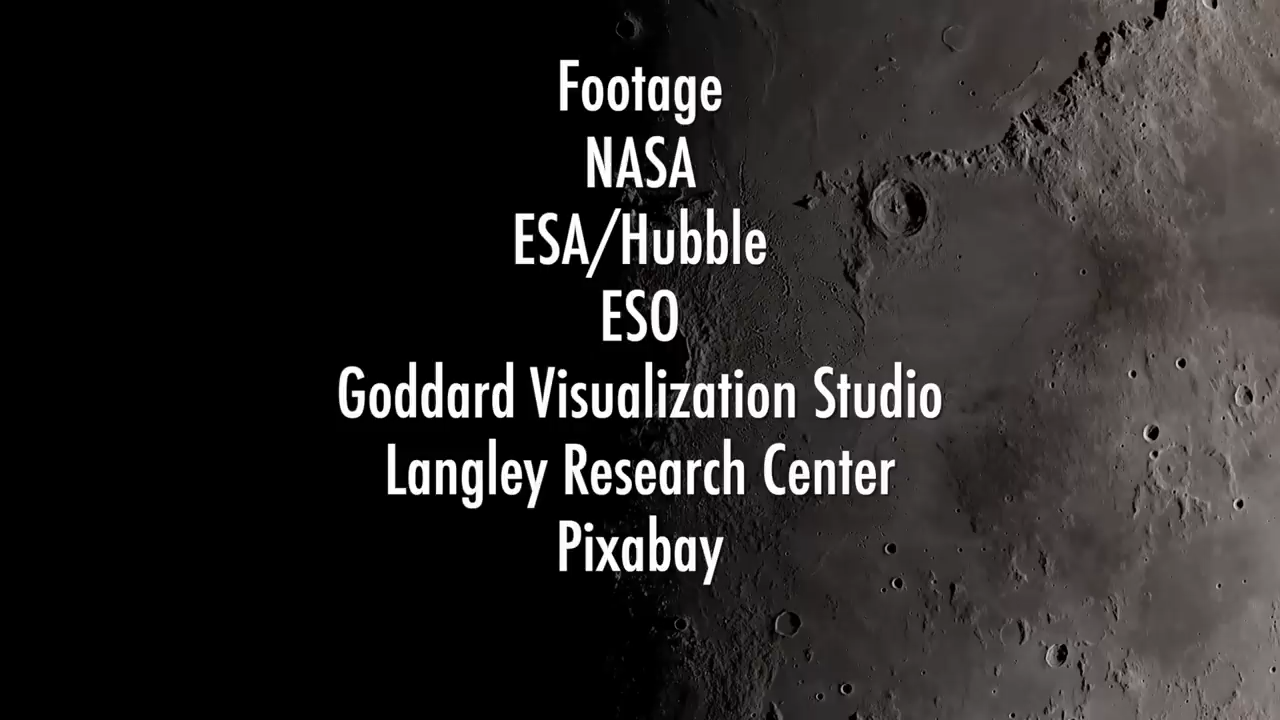 Footage
NASA
ESA/Hubble
ESO
Goddard Visualization Studio
Langley Research Center
Pixabay